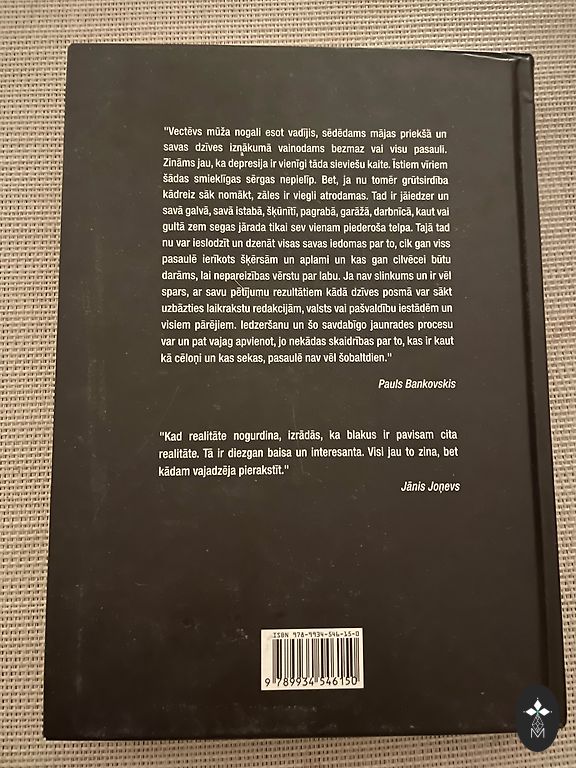 "Vectēvs mūža nogali esot vadījis, sēdēdams mājas priekšā un
savas dzīves iznākumā vainodams bezmaz vai visu pasauli.
Zināms jau, ka depresija ir vienīgi tāda sieviešu kaite. Īstiem vīriem
šādas smieklīgas sērgas nepielīp. Bet, ja nu tomēr grūtsirdība
kādreiz sāk nomākt, zāles ir viegli atrodamas. Tad ir jāiedzer un
savā galvā, savā istabā, šķūnītī, pagrabā, garāžā, darbnīcā, kaut vai
gultā zem segas jārada tikai sev vienam piederoša telpa. Tajā tad
nu var ieslodzīt un dzenāt visas savas iedomas par to, cik gan viss
pasaulē ierīkots šķērsām un aplami un kas gan cilvēcei būtu
darāms, lai nepareizības vērstu par labu. Ja nav slinkums un ir vēl
spars, ar savu pētījumu rezultātiem kādā dzīves posmā var sākt
uzbāzties laikrakstu redakcijām, valsts vai pašvaldību iestādēm un
visiem pārējiem. Iedzeršanu un šo savdabīgo jaunrades procesu
var un pat vajag apvienot, jo nekādas skaidrības par to, kas ir kaut
kā cēloņi un kas sekas, pasaulē nav vēl šobaltdien."
Pauls Bankovskis
"Kad realitāte nogurdina, izrādās, ka blakus ir pavisam cita
realitāte. Tā ir diezgan baisa un interesanta. Visi jau to zina, bet
kādam vajadzēja pierakstīt."
Jānis Joņevs
ISBN 978-9934-546-15-0
9 789934 546150
M